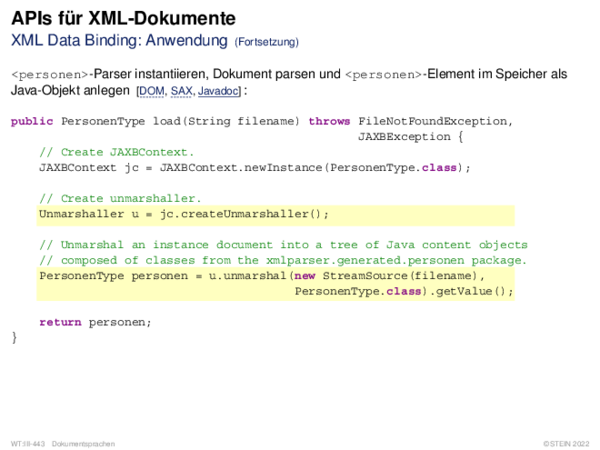 APIs für XML-Dokumente
XML Data Binding: Anwendung (Fortsetzung)
<personen>-Parser instantiieren, Dokument parsen und <personen>-Element im Speicher als
Java-Objekt anlegen [DOM, SAX, Javadoc] :
public PersonenType load(String filename) throws FileNotFoundException,
JAXBException {
// Create JAXBContext.
JAXBContext jc = JAXBContext.newInstance(PersonenType.class);
// Create unmarshaller.
Unmarshaller u = jc.createUnmarshaller();
// Unmarshal an instance document into a tree of Java content objects
// composed of classes from the xmlparser.generated.personen package.
PersonenType personen = u.unmarshal(new StreamSource(filename),
PersonenType.class).getValue();
return personen;
}
WT:III-443 Dokumentsprachen ©STEIN 2022